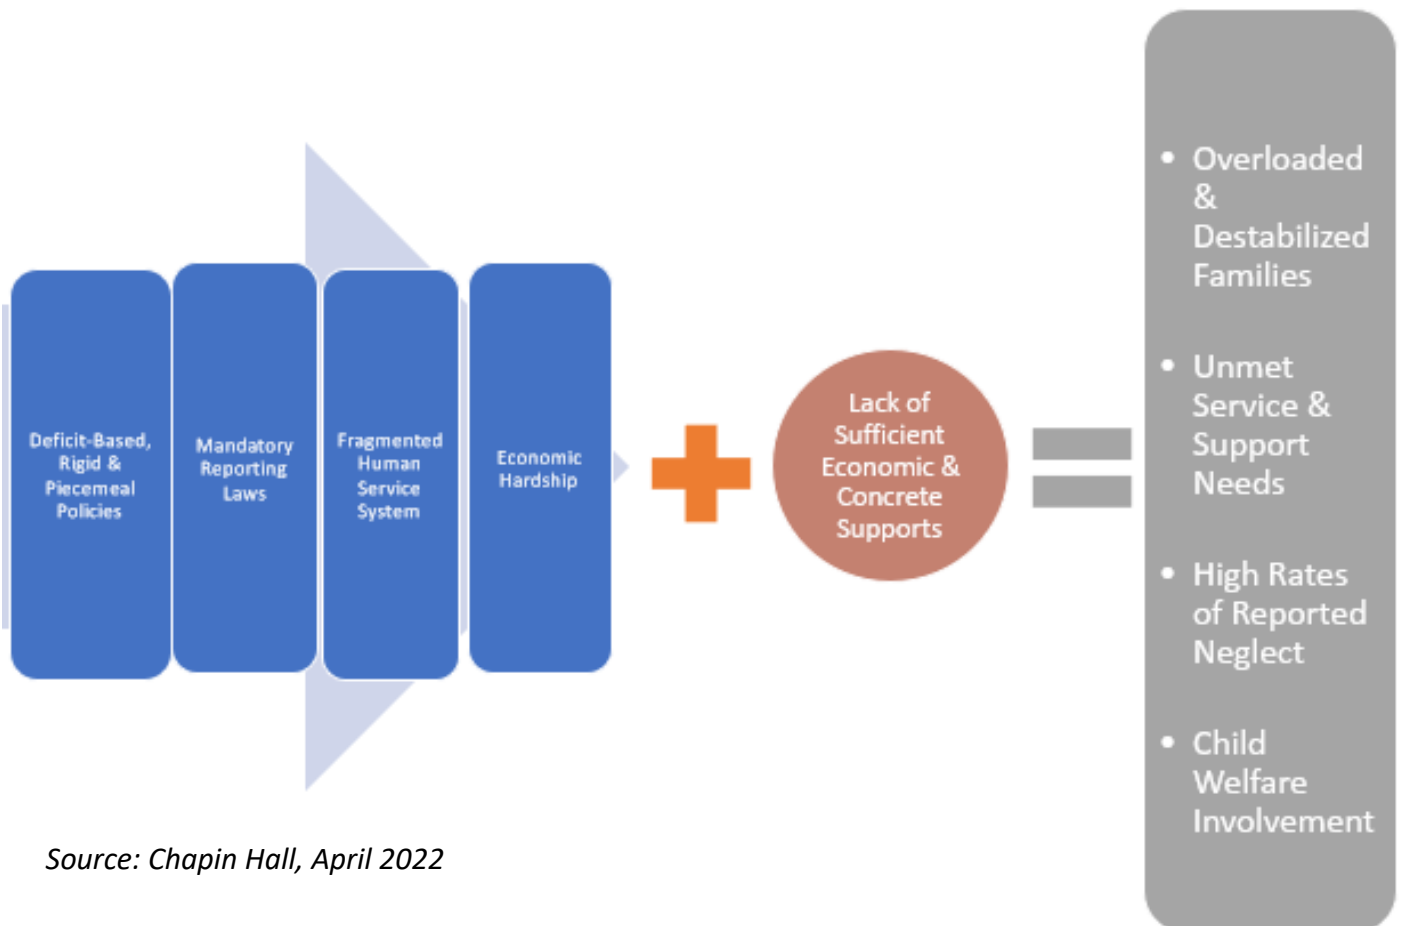 Deficit-Based,
Rigid &
Piecemeal
Policies
Mandatory
Reporting
Laws
Fragmented
Human
Service
System
Economic
Hardship
Lack of
Sufficient
Economic &
Concrete
Supports
• Overloaded
&
Destabilized
Families
• Unmet
Service &
Support
Needs
• High Rates
of Reported
Neglect
• Child
Welfare
Involvement
Source: Chapin Hall, April 2022